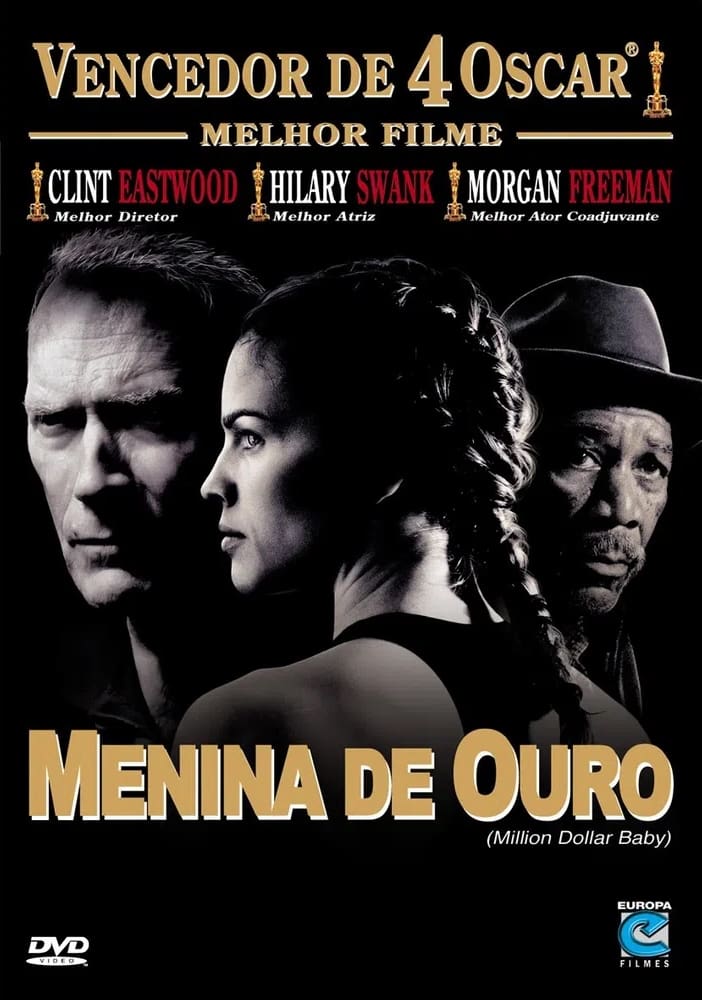 VENCEDOR DE 4 OSCAR®
MELHOR FILME
CLINT EASTWOOD
Melhor Diretor
HILARY SWANK
Melhor Atriz
MORGAN FREEMAN
Melhor Ator Coadjuvante
MENINA DE OURO
(Million Dollar Baby)
DVD
VIDEO
EUROPA
e
FILMES